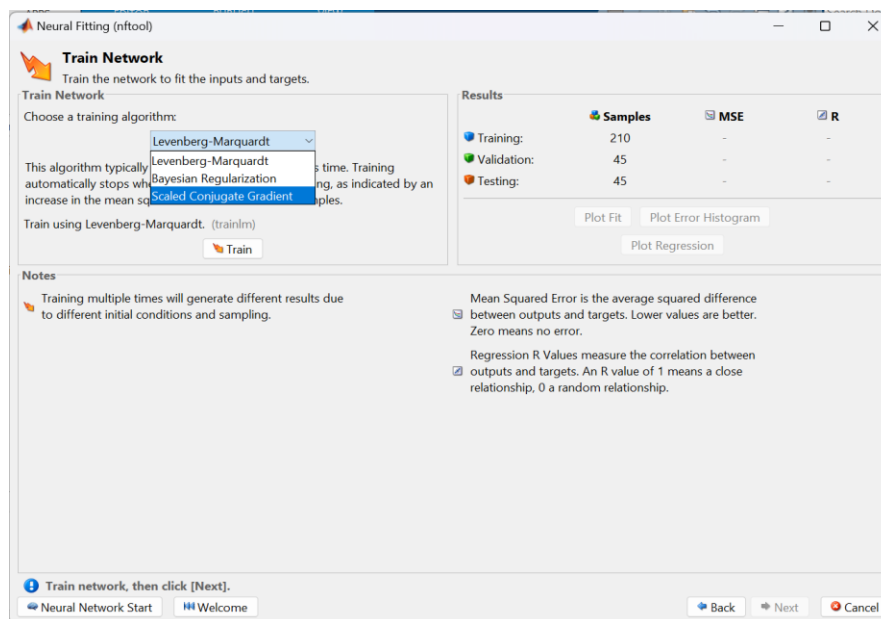 Neural Fitting (nftool)
Train Network
Train the network to fit the inputs and targets.
Train Network
Choose a training algorithm:
Levenberg-Marquardt
Levenberg-Marquardt
Bayesian Regularization
Scaled Conjugate Gradient
This algorithm typically s time. Training
automatically stops wh ng, as indicated by an
increase in the mean sq ples.
Train using Levenberg-Marquardt. (trainlm)
Train
Results
Samples MSE R
Training: 210 - -
Validation: 45 - -
Testing: 45 - -
Plot Fit Plot Error Histogram
Plot Regression
Notes
Training multiple times will generate different results due
to different initial conditions and sampling.
Mean Squared Error is the average squared difference
between outputs and targets. Lower values are better.
Zero means no error.
Regression R Values measure the correlation between
outputs and targets. An R value of 1 means a close
relationship, 0 a random relationship.
Train network, then click [Next].
Neural Network Start Welcome Back Next Cancel